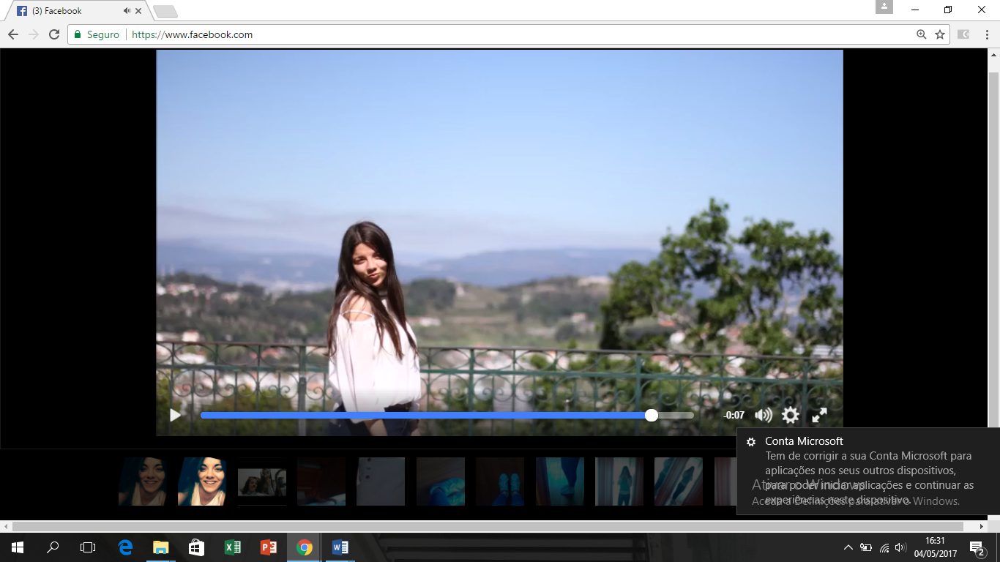 (3) Facebook
Seguro
https://www.facebook.com
-0:07
Conta Microsoft
Tem de corrigir a sua Conta Microsoft para
aplicações nos seus outros dispositivos,
para poder iniciar aplicações e continuar as
experiências neste dispositivo.
Ativar o Windows
Aceda a Definições para ativar o Windows.
16:31
04/05/2017
2